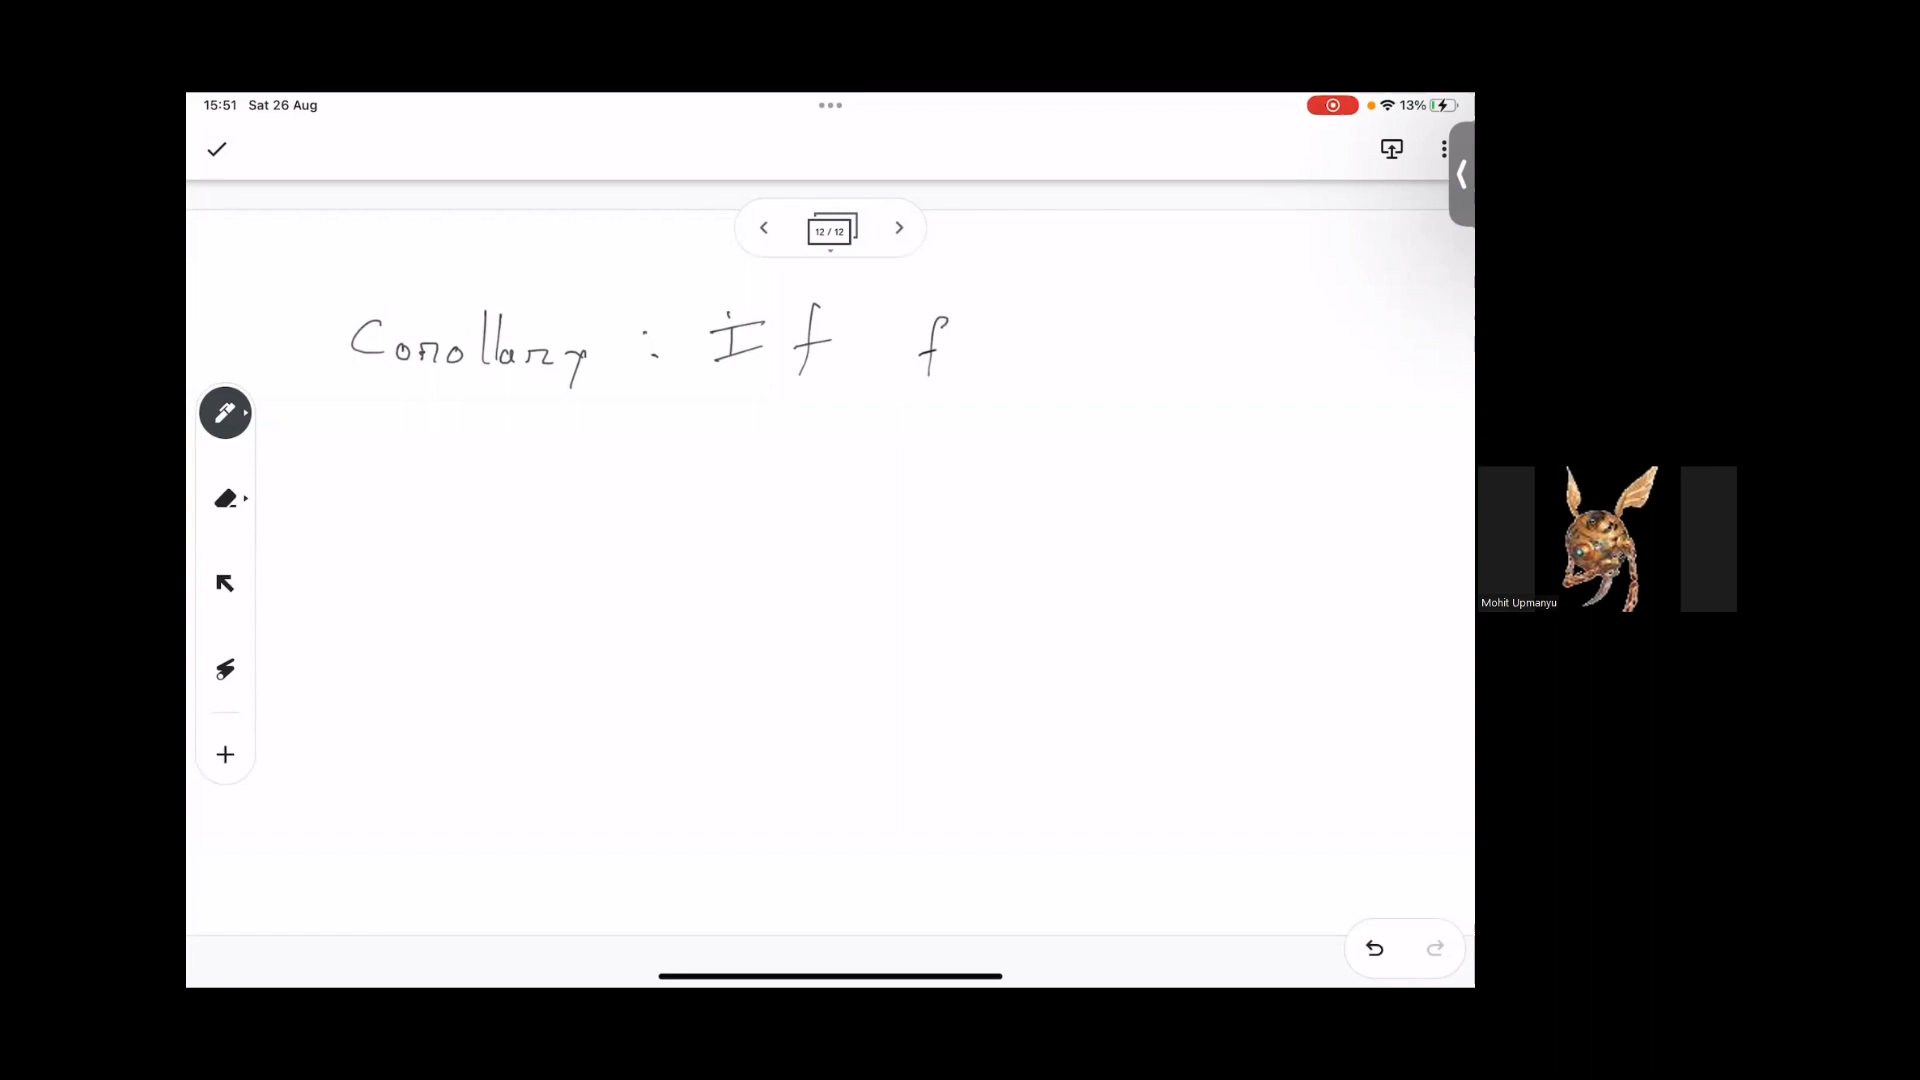 15:51 Sat 26 Aug
13%
12 / 12
Corollary : If f
Mohit Upmanyu